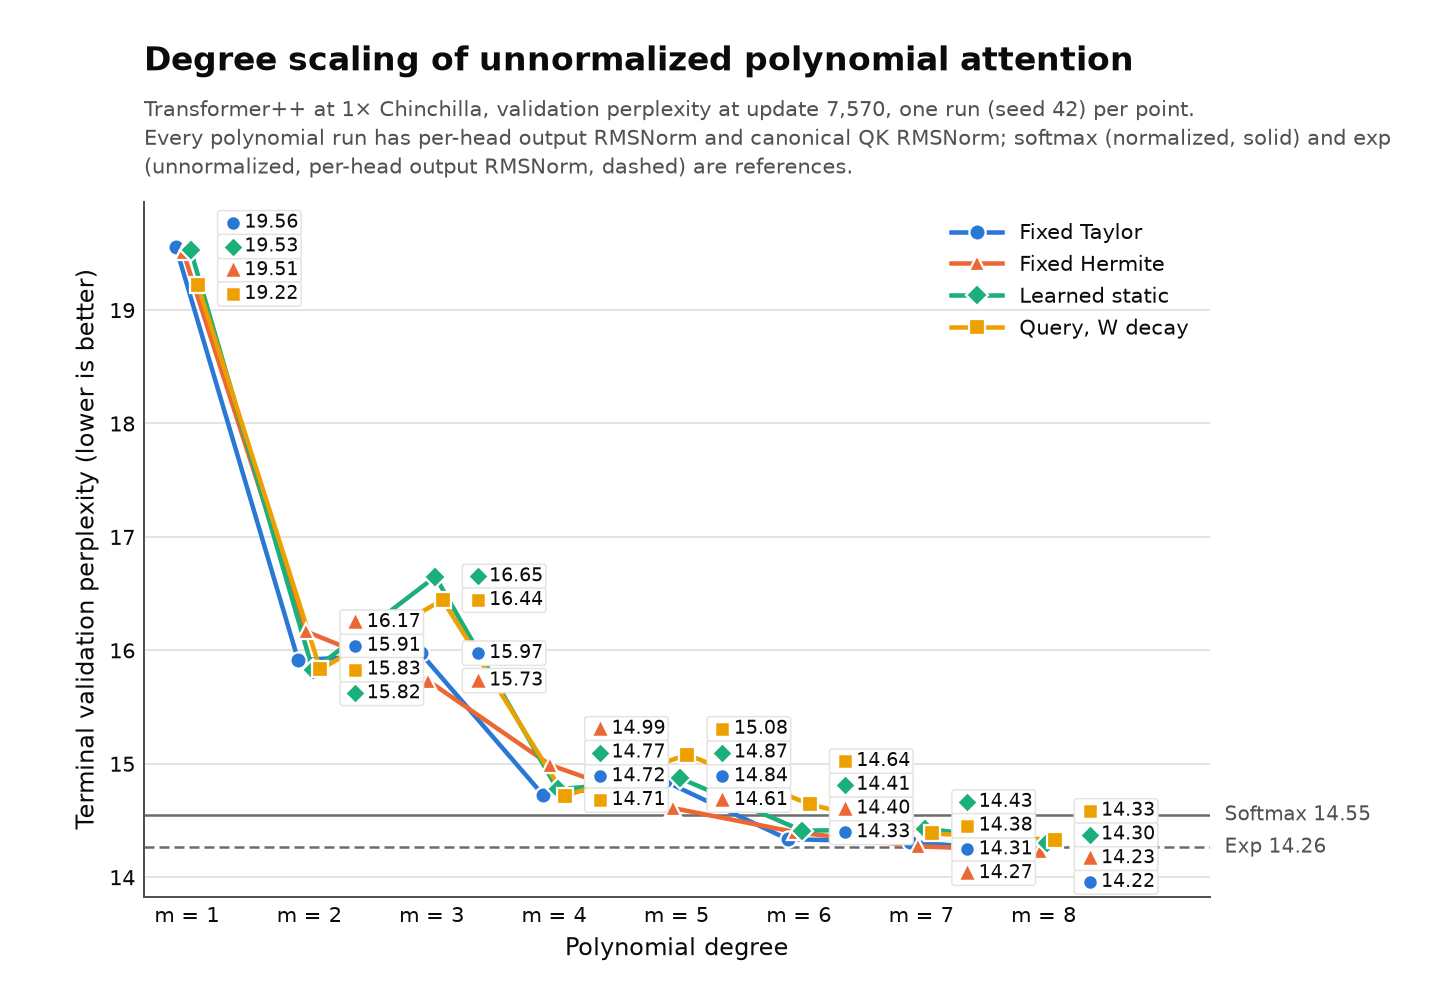 Degree scaling of unnormalized polynomial attention
Transformer++ at 1× Chinchilla, validation perplexity at update 7,570, one run (seed 42) per point.
Every polynomial run has per-head output RMSNorm and canonical QK RMSNorm; softmax (normalized, solid) and exp
(unnormalized, per-head output RMSNorm, dashed) are references.
Fixed Taylor
Fixed Hermite
Learned static
Query, W decay
Terminal validation perplexity (lower is better)
19
18
17
16
15
14
19.56
19.53
19.51
19.22
16.17
15.91
15.83
15.82
16.65
16.44
15.97
15.73
14.99
14.77
14.72
14.71
15.08
14.87
14.84
14.61
14.64
14.41
14.40
14.33
14.43
14.38
14.31
14.27
14.33
14.30
14.23
14.22
Softmax 14.55
Exp 14.26
m = 1
m = 2
m = 3
m = 4
m = 5
m = 6
m = 7
m = 8
Polynomial degree